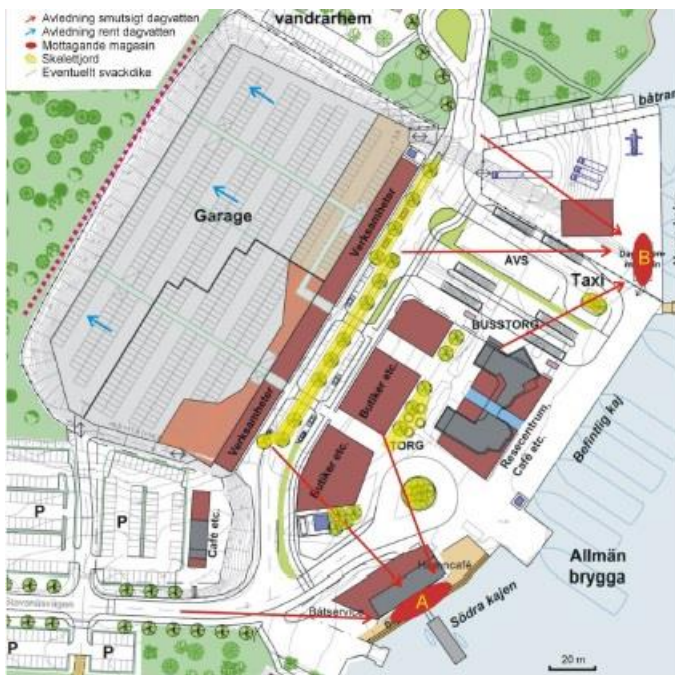 Avledning smutsigt dagvatten
Avledning rent dagvatten
Mottagande magasin
Skelettjord
Eventuellt svackdike
vandrarhem
båtram
Garage
Verksamheter
AVS
B
Taxi
BUSSTORG
Butiker etc.
Resecentrum,
Café etc.
Befintlig kaj
Verksamheter
TORG
Butiker etc.
P
P
Café etc.
Allmän
brygga
Södra kajen
Båtservice
A
P
P
20 m